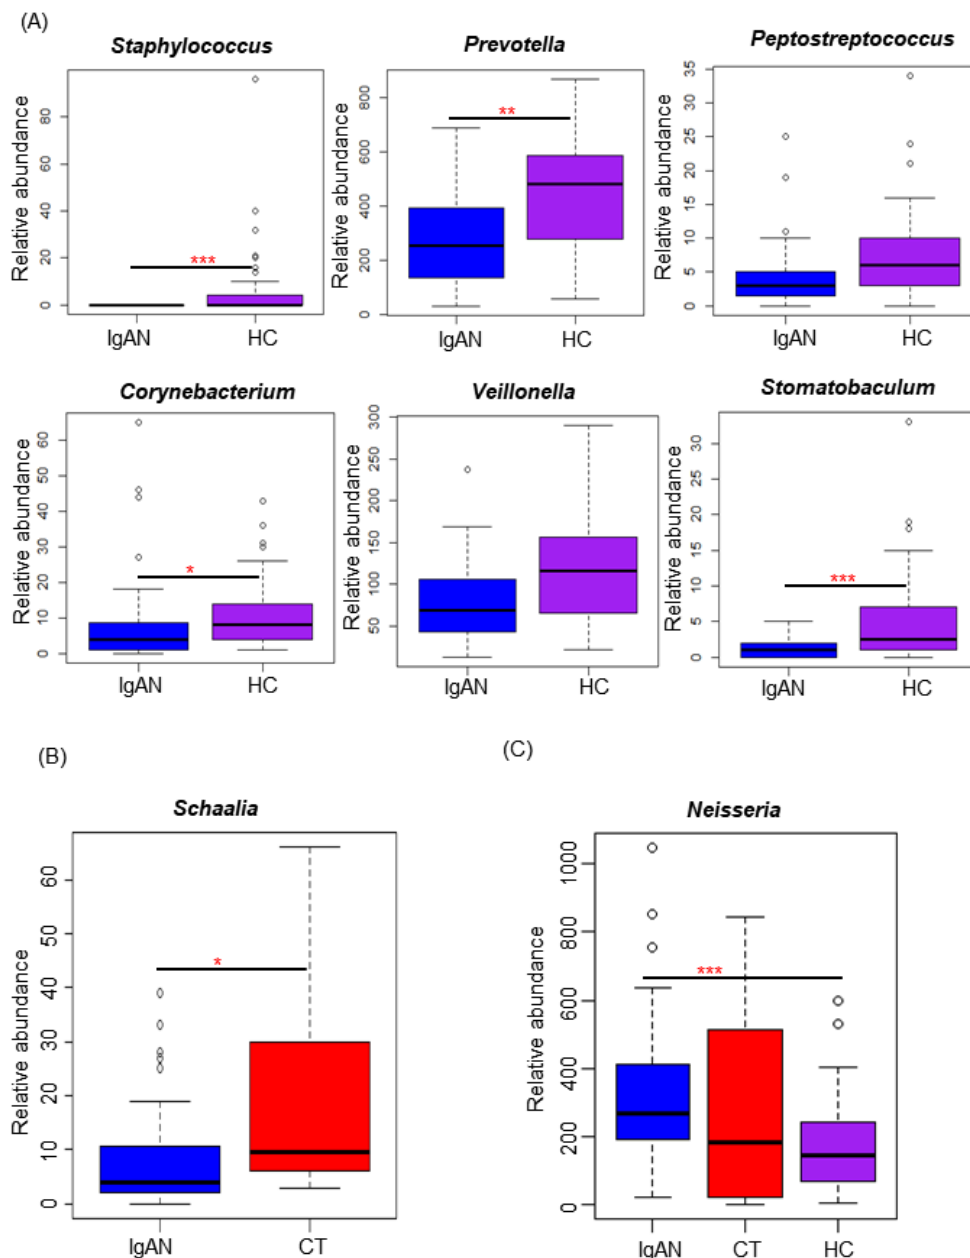 (A)
Staphylococcus
Prevotella
Peptostreptococcus
Relative abundance
0 20 40 60 80
***
IgAN HC
Relative abundance
0 200 400 600 800
**
IgAN HC
Relative abundance
0 5 10 15 20 25 30 35
IgAN HC
Corynebacterium
Veillonella
Stomatobaculum
Relative abundance
0 10 20 30 40 50 60
*
IgAN HC
Relative abundance
50 100 150 200 250 300
IgAN HC
Relative abundance
0 5 10 15 20 25 30
***
IgAN HC
(B)
(C)
Schaalia
Relative abundance
0 10 20 30 40 50 60
*
IgAN CT
Neisseria
Relative abundance
0 200 400 600 800 1000
***
IgAN CT HC